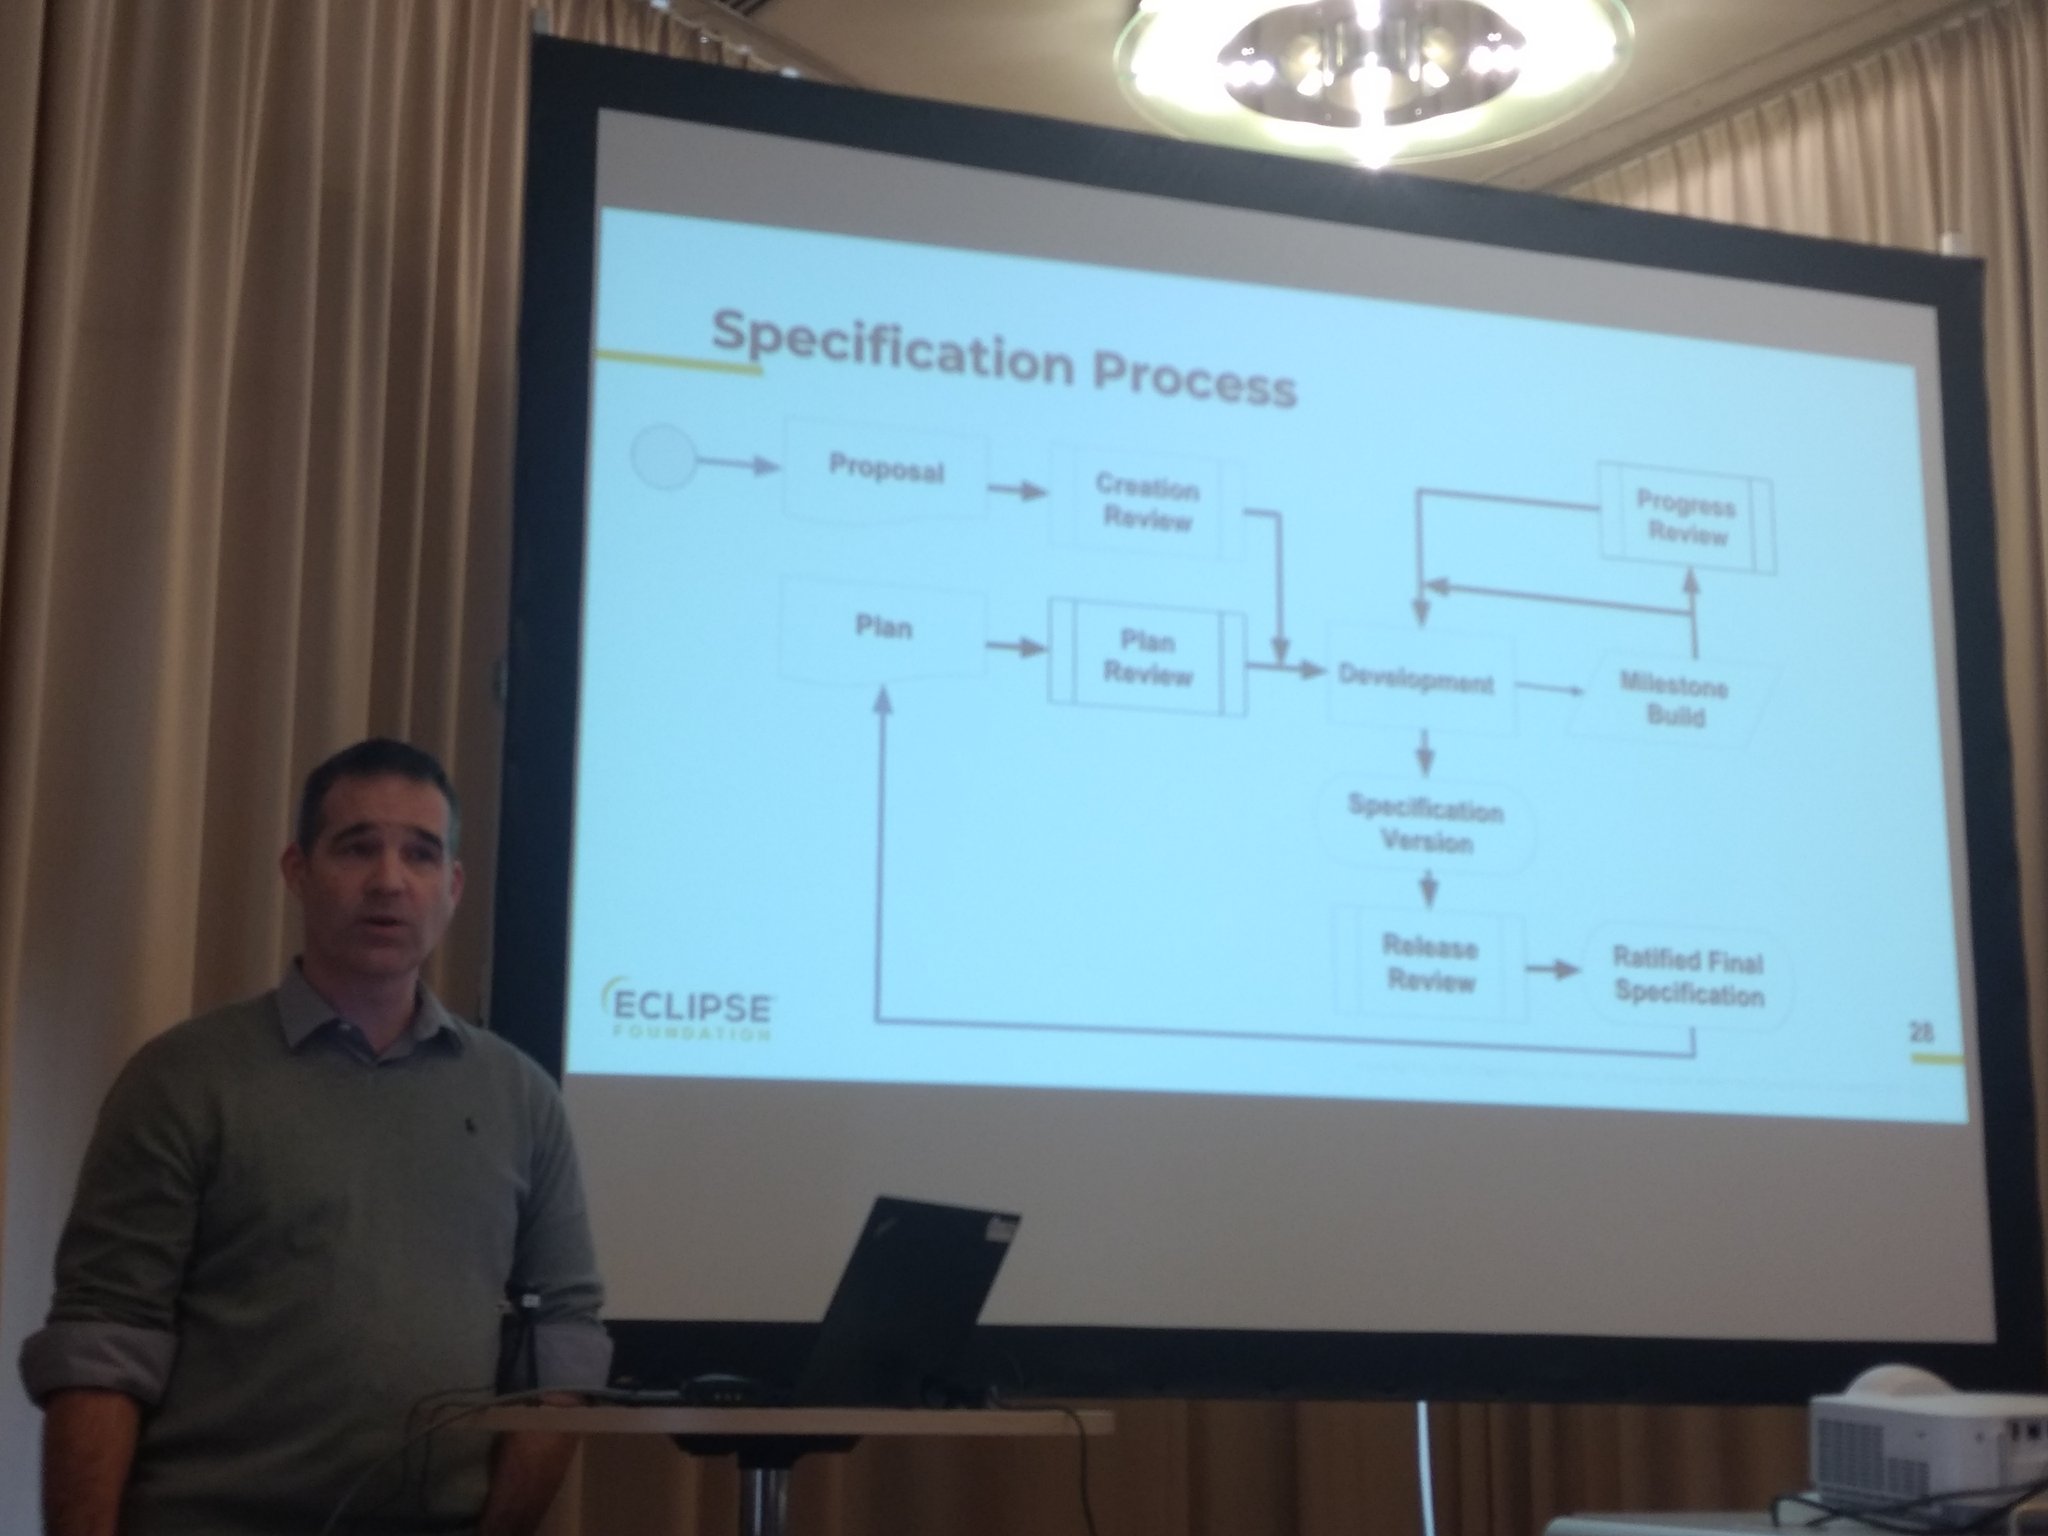 Specification Process
Proposal
Creation
Review
Progress
Review
Plan
Plan
Review
Development
Milestone
Build
Specification
Version
Release
Review
Ratified Final
Specification
ECLIPSE
FOUNDATION
28